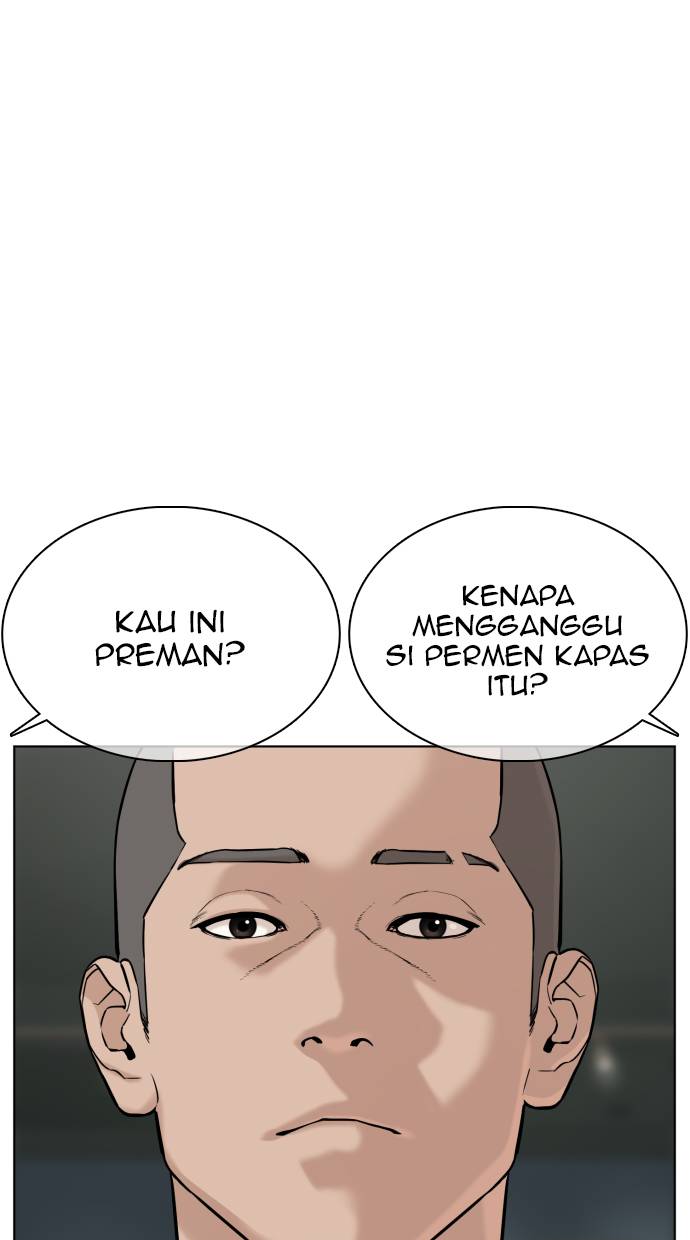 KAU INI
PREMAN?
KENAPA
MENGGANGGU
SI PERMEN KAPAS
ITU?